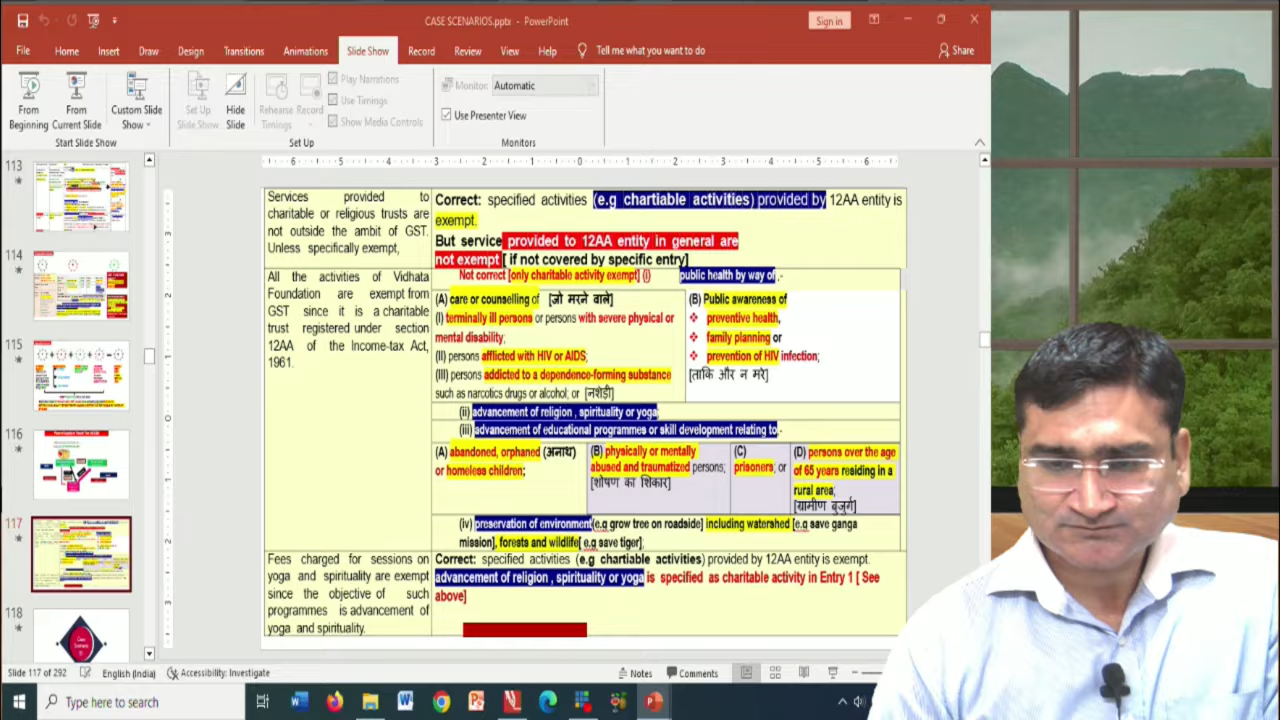 CASE SCENARIOS.pptx - PowerPoint
Sign in
File Home Insert Draw Design Transitions Animations Slide Show Record Review View Help Tell me what you want to do Share
From Beginning
From Current Slide
Custom Slide Show
Set Up Slide Show
Hide Slide
Rehearse Timings
Record
Play Narrations
Use Timings
Show Media Controls
Monitor: Automatic
Use Presenter View
Start Slide Show
Set Up
Monitors
113
114
115
116
117
118
Services provided to
charitable or religious trusts are
not outside the ambit of GST.
Unless specifically exempt,
Correct: specified activities (e.g chartiable activities) provided by 12AA entity is
exempt.
But service provided to 12AA entity in general are
not exempt [ if not covered by specific entry]
All the activities of Vidhata
Foundation are exempt from
GST since it is a charitable
trust registered under section
12AA of the Income-tax Act,
1961.
Not correct [only charitable activity exempt] (i) public health by way of ,-
(A) care or counselling of [जो मरने वाले]
(I) terminally ill persons or persons with severe physical or
mental disability;
(II) persons afflicted with HIV or AIDS;
(III) persons addicted to a dependence-forming substance
such as narcotics drugs or alcohol; or [नशेड़ी]
(B) Public awareness of
preventive health,
family planning or
prevention of HIV infection;
[ताकि और न मरे]
(ii) advancement of religion , spirituality or yoga;
(iii) advancement of educational programmes or skill development relating to,-
(A) abandoned, orphaned (अनाथ)
or homeless children;
(B) physically or mentally
abused and traumatized persons;
[शोषण का शिकार]
(C)
prisoners; or
(D) persons over the age
of 65 years residing in a
rural area;
[ग्रामीण बुजुर्ग]
(iv) preservation of environment(e.g grow tree on roadside] including watershed [e.g save ganga
mission], forests and wildlife[ e.g save tiger];
Fees charged for sessions on
yoga and spirituality are exempt
since the objective of such
programmes is advancement of
yoga and spirituality.
Correct: specified activities (e.g chartiable activities) provided by 12AA entity is exempt.
advancement of religion , spirituality or yoga is specified as charitable activity in Entry 1 [ See
above]
Slide 117 of 292 English (India) Accessibility: Investigate Notes Comments
Type here to search